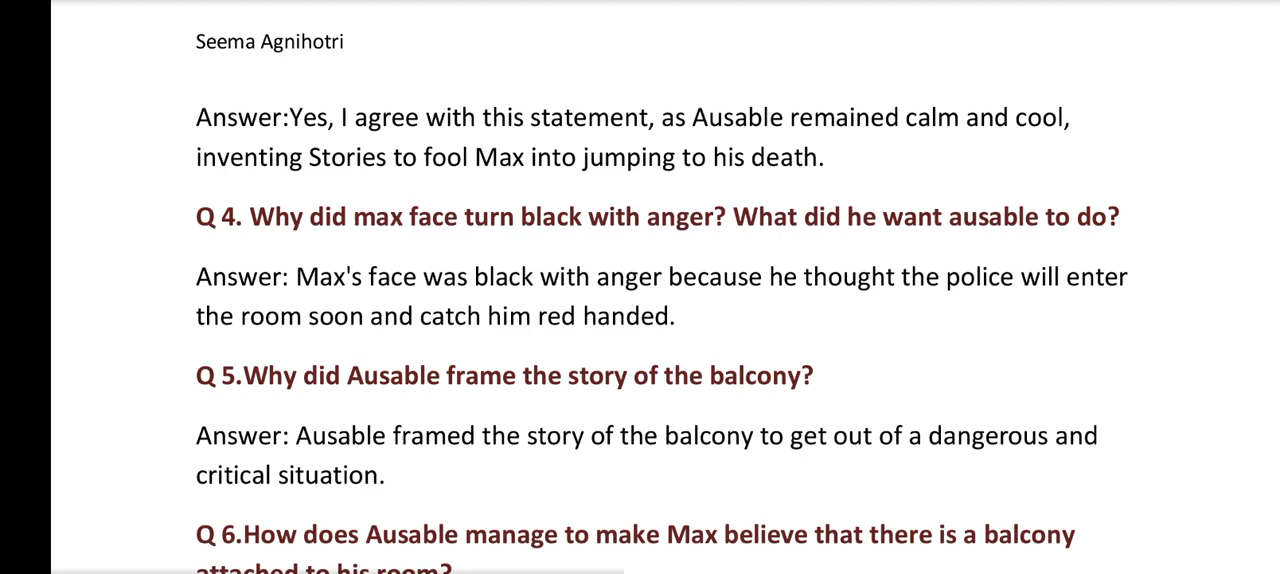 Seema Agnihotri
Answer:Yes, I agree with this statement, as Ausable remained calm and cool,
inventing Stories to fool Max into jumping to his death.
Q 4. Why did max face turn black with anger? What did he want ausable to do?
Answer: Max's face was black with anger because he thought the police will enter
the room soon and catch him red handed.
Q 5.Why did Ausable frame the story of the balcony?
Answer: Ausable framed the story of the balcony to get out of a dangerous and
critical situation.
Q 6.How does Ausable manage to make Max believe that there is a balcony
attached to his room?